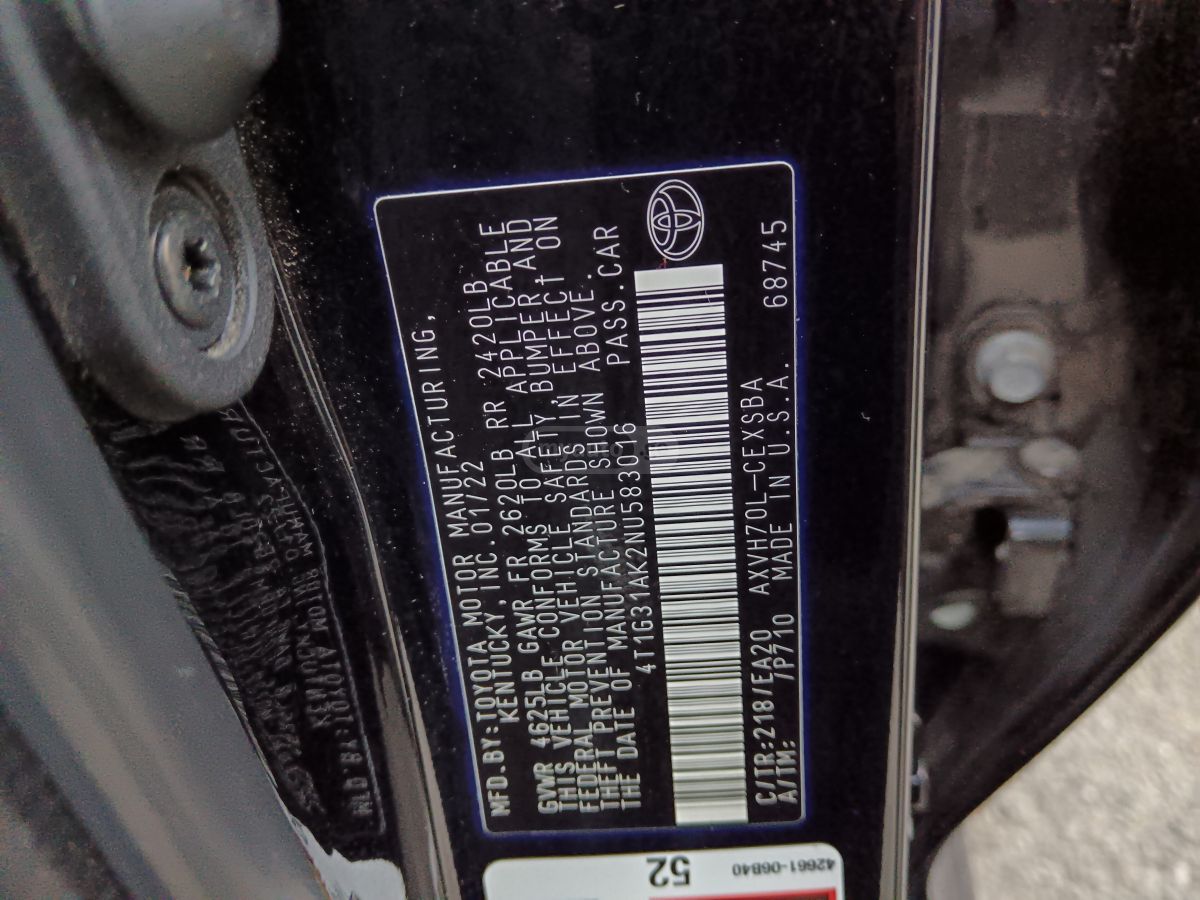 MFD.BY:TOYOTA MOTOR MANUFACTURING,
KENTUCKY, INC. 01/22
GVWR 4625LB GAWR FR 2620LB RR 2420LB
THIS VEHICLE CONFORMS TO ALL APPLICABLE
FEDERAL MOTOR VEHICLE SAFETY, BUMPER, AND
THEFT PREVENTION STANDARDS IN EFFECT ON
THE DATE OF MANUFACTURE SHOWN ABOVE.
4T1G31AK2NU583016 PASS.CAR
C/TR:218/EA20 AXVH70L-CEXSBA
A/TM: /P710 MADE IN U.S.A. 68745
52
42661-06B40